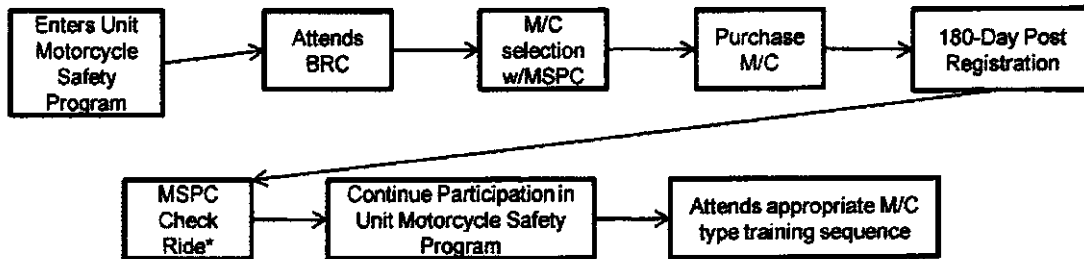 Enters Unit
Motorcycle
Safety
Program
Attends
BRC
M/C
selection
w/MSPC
Purchase
M/C
180-Day Post
Registration
MSPC
Check
Ride*
Continue Participation in
Unit Motorcycle Safety
Program
Attends appropriate M/C
type training sequence